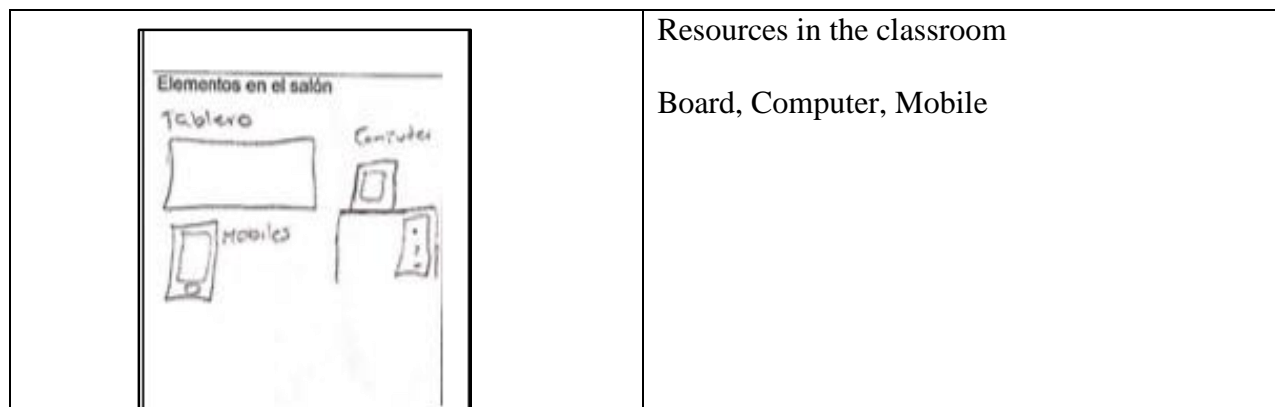 Elementos en el salón
Tablero
Computer
Mobiles
Resources in the classroom
Board, Computer, Mobile